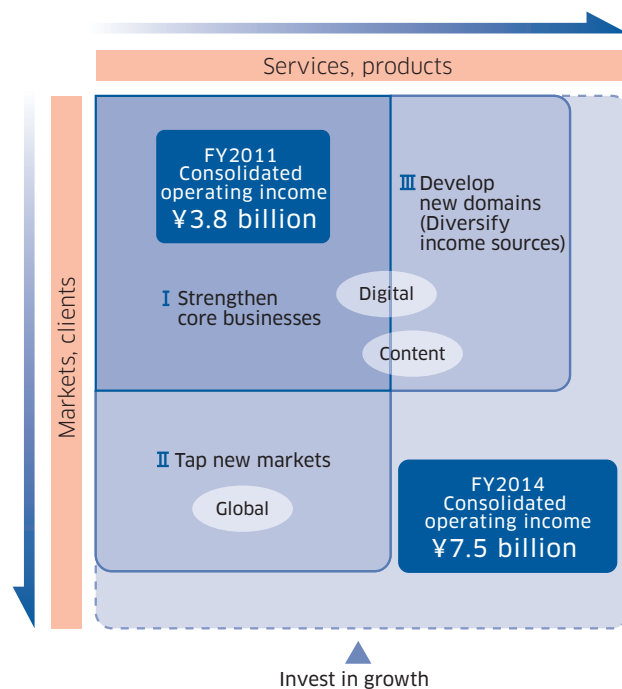 Services, products
Markets, clients
FY2011
Consolidated
operating income
¥3.8 billion
Ⅲ Develop
new domains
(Diversify
income sources)
Digital
Ⅰ Strengthen
core businesses
Content
Ⅱ Tap new markets
Global
FY2014
Consolidated
operating income
¥7.5 billion
Invest in growth